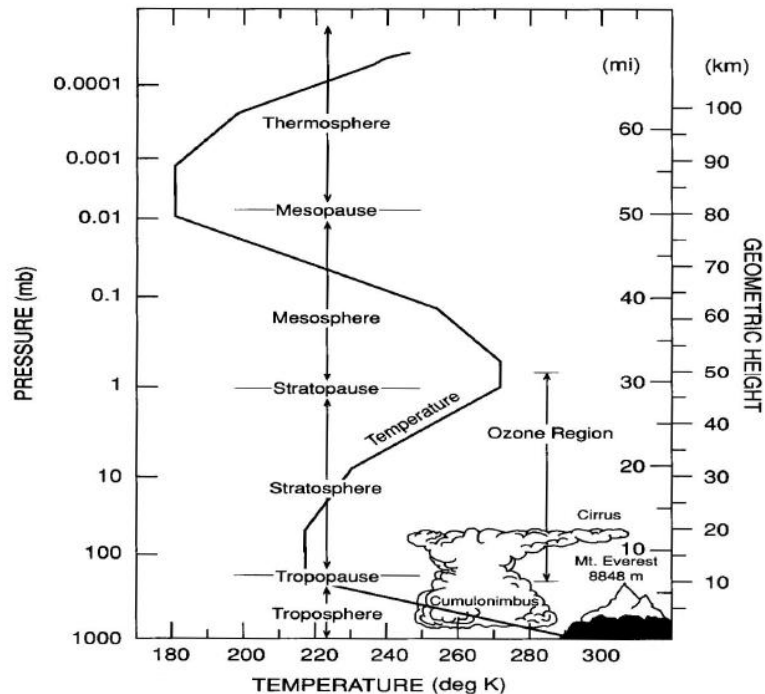 180 200 220 240 260 280 300
TEMPERATURE (deg K)
PRESSURE (mb)
0.0001
0.001
0.01
0.1
1
10
100
1000
Thermosphere
Mesopause
Mesosphere
Stratopause
Stratosphere
Tropopause
Troposphere
Temperature
Ozone Region
Cirrus
Mt. Everest
8848 m
Cumulonimbus
(mi)
60
50
40
30
20
10
(km)
100
90
80
70
60
50
40
30
20
10
GEOMETRIC HEIGHT